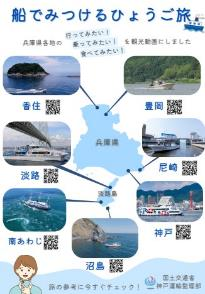 船でみつけるひょうご旅
兵庫県各地の
行ってみたい！
乗ってみたい！
食べてみたい！
を観光動画にしました
香住
豊岡
兵庫県
尼崎
淡路
淡路島
神戸
南あわじ
沼島
旅の参考に今すぐチェック！
国土交通省
神戸運輸監理部